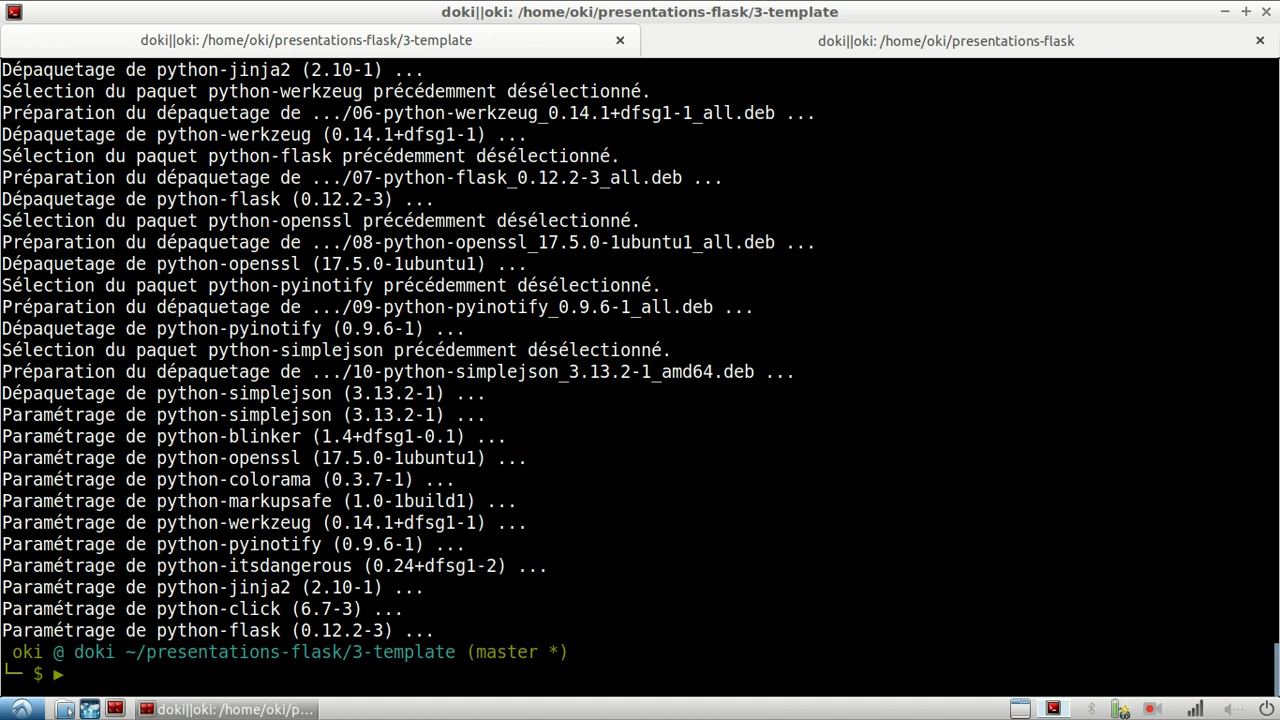 doki||oki: /home/oki/presentations-flask/3-template
doki||oki: /home/oki/presentations-flask/3-template
doki||oki: /home/oki/presentations-flask
Dépaquetage de python-jinja2 (2.10-1) ...
Sélection du paquet python-werkzeug précédemment désélectionné.
Préparation du dépaquetage de .../06-python-werkzeug_0.14.1+dfsg1-1_all.deb ...
Dépaquetage de python-werkzeug (0.14.1+dfsg1-1) ...
Sélection du paquet python-flask précédemment désélectionné.
Préparation du dépaquetage de .../07-python-flask_0.12.2-3_all.deb ...
Dépaquetage de python-flask (0.12.2-3) ...
Sélection du paquet python-openssl précédemment désélectionné.
Préparation du dépaquetage de .../08-python-openssl_17.5.0-1ubuntu1_all.deb ...
Dépaquetage de python-openssl (17.5.0-1ubuntu1) ...
Sélection du paquet python-pyinotify précédemment désélectionné.
Préparation du dépaquetage de .../09-python-pyinotify_0.9.6-1_all.deb ...
Dépaquetage de python-pyinotify (0.9.6-1) ...
Sélection du paquet python-simplejson précédemment désélectionné.
Préparation du dépaquetage de .../10-python-simplejson_3.13.2-1_amd64.deb ...
Dépaquetage de python-simplejson (3.13.2-1) ...
Paramétrage de python-simplejson (3.13.2-1) ...
Paramétrage de python-blinker (1.4+dfsg1-0.1) ...
Paramétrage de python-openssl (17.5.0-1ubuntu1) ...
Paramétrage de python-colorama (0.3.7-1) ...
Paramétrage de python-markupsafe (1.0-1build1) ...
Paramétrage de python-werkzeug (0.14.1+dfsg1-1) ...
Paramétrage de python-pyinotify (0.9.6-1) ...
Paramétrage de python-itsdangerous (0.24+dfsg1-2) ...
Paramétrage de python-jinja2 (2.10-1) ...
Paramétrage de python-click (6.7-3) ...
Paramétrage de python-flask (0.12.2-3) ...
oki @ doki ~/presentations-flask/3-template (master *)
└─ $ ▶
doki||oki: /home/oki/p...